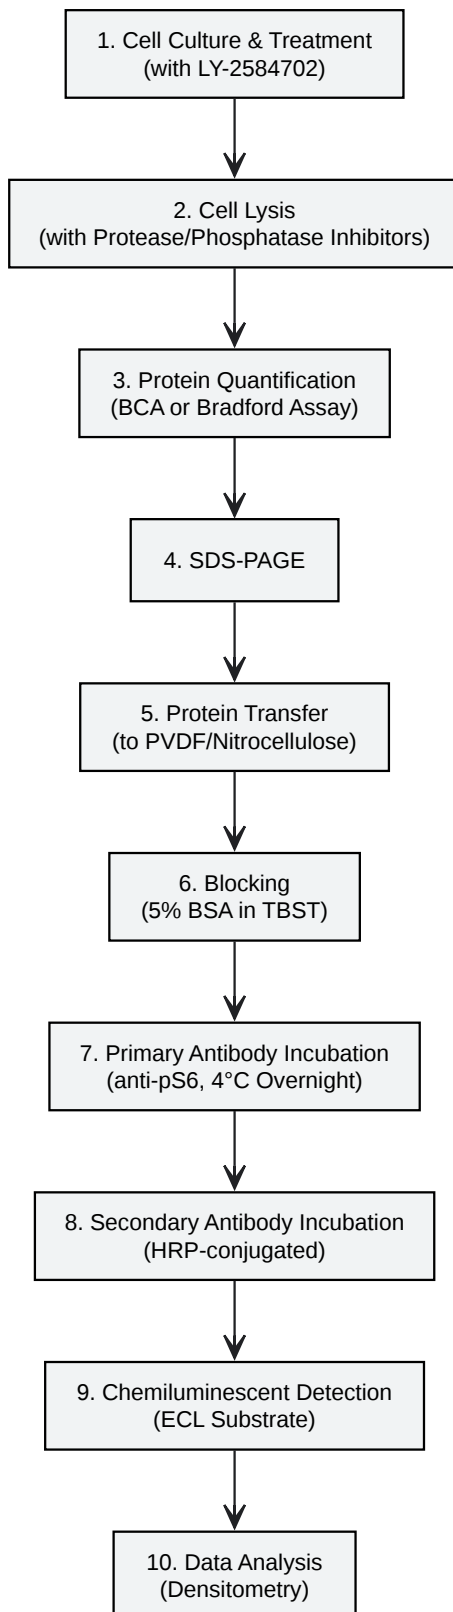 1. Cell Culture & Treatment
(with LY-2584702)
2. Cell Lysis
(with Protease/Phosphatase Inhibitors)
3. Protein Quantification
(BCA or Bradford Assay)
4. SDS-PAGE
5. Protein Transfer
(to PVDF/Nitrocellulose)
6. Blocking
(5% BSA in TBST)
7. Primary Antibody Incubation
(anti-pS6, 4°C Overnight)
8. Secondary Antibody Incubation
(HRP-conjugated)
9. Chemiluminescent Detection
(ECL Substrate)
10. Data Analysis
(Densitometry)